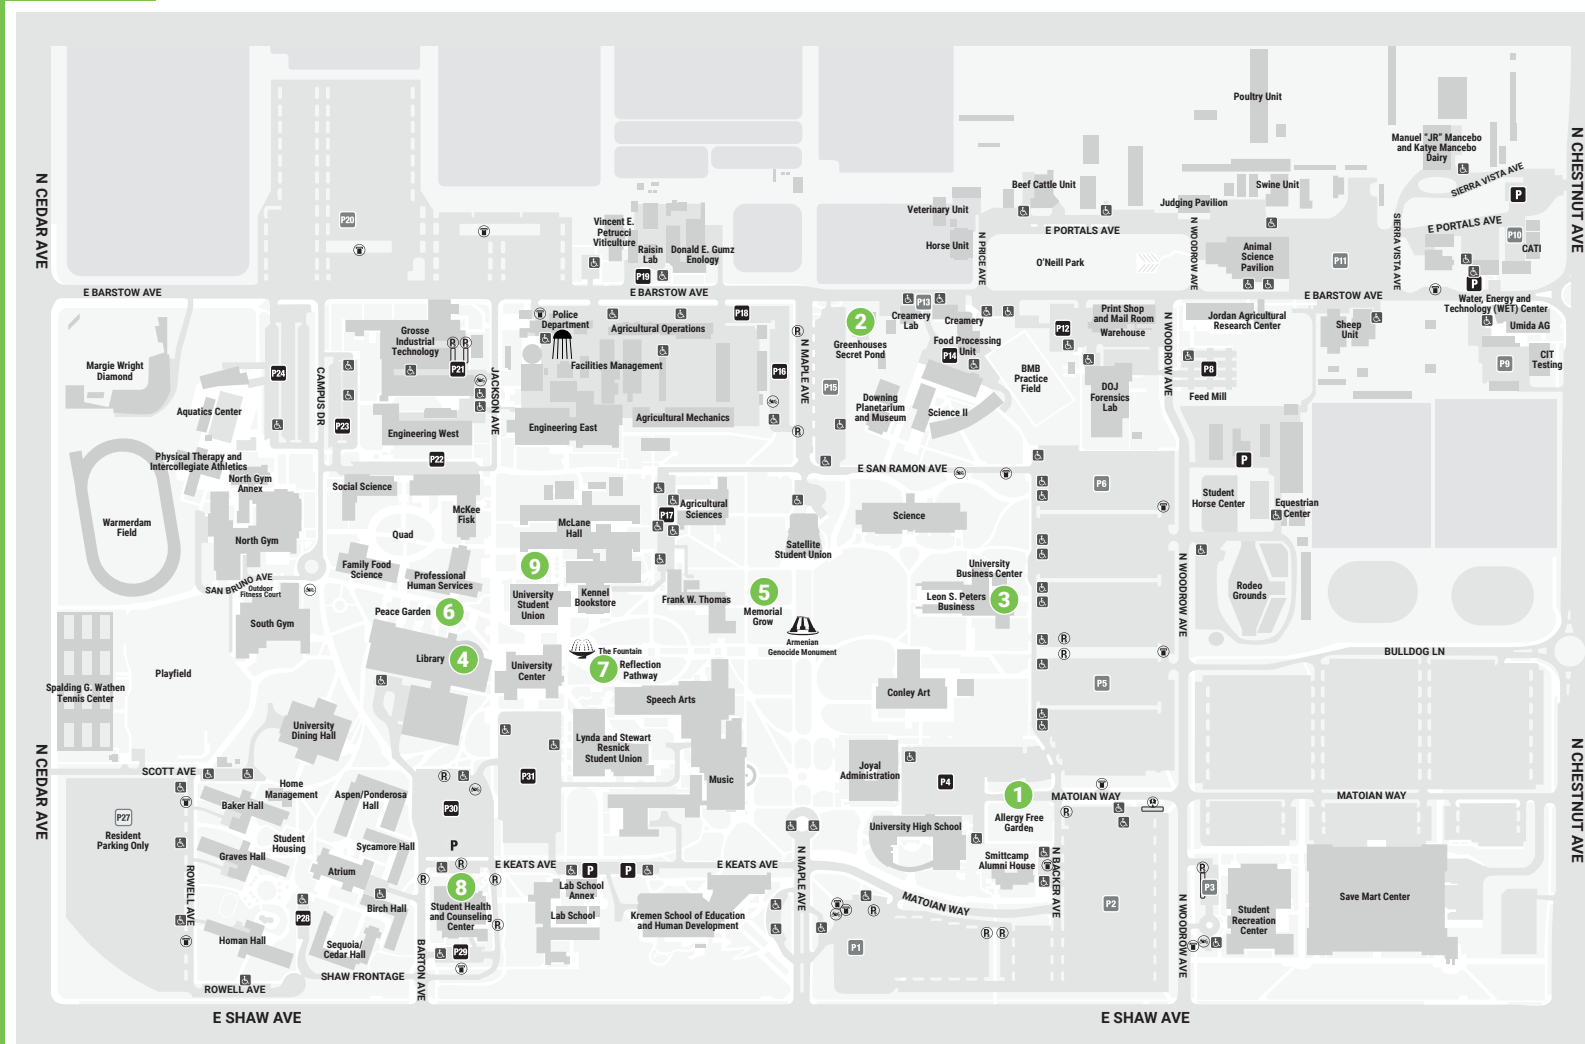 Poultry Unit
Manuel "JR" Mancebo
and Katye Mancebo
Dairy
N CHESTNUT AVE
N CEDAR AVE
SIERRA VISTA AVE
Beef Cattle Unit
Swine Unit
Judging Pavilion
P
P20
Vincent E.
Petrucci
Viticulture
Raisin
Lab
Donald E. Gumz
Enology
Veterinary Unit
Horse Unit
N PRICE AVE
E PORTALS AVE
O'Neill Park
N WOODROW AVE
Animal
Science
Pavilion
P11
SIERRA VISTA AVE
E PORTALS AVE
P10
CATI
P19
E BARSTOW AVE
E BARSTOW AVE
E BARSTOW AVE
P
Water, Energy and
Technology (WET) Center
Umida AG
CIT
Testing
P9
Margie Wright
Diamond
P24
CAMPUS DR
P23
Grosse
Industrial
Technology
R R
P21
JACKSON AVE
Police
Department
Agricultural Operations
Facilities Management
P18
R
N MAPLE AVE
P16
2
Greenhouses
Secret Pond
P15
P13
Creamery
Lab
Creamery
Food Processing
Unit
P14
BMB
Practice
Field
P12
Print Shop
and Mail Room
Warehouse
N WOODROW AVE
Jordan Agricultural
Research Center
Sheep
Unit
P8
Feed Mill
DOJ
Forensics
Lab
Aquatics Center
Engineering West
P22
Engineering East
Agricultural Mechanics
R
Downing
Planetarium
and Museum
Science II
E SAN RAMON AVE
P6
P
Student
Horse Center
Equestrian
Center
Physical Therapy and
Intercollegiate Athletics
North Gym
Annex
Warmerdam
Field
North Gym
Social Science
McKee
Fisk
Quad
McLane
Hall
P17
Agricultural
Sciences
Satellite
Student Union
Science
SAN BRUNO AVE
Outdoor
Fitness Court
South Gym
Family Food
Science
Professional
Human Services
Peace Garden
6
9
University
Student
Union
Kennel
Bookstore
Frank W. Thomas
5
Memorial
Grow
Armenian
Genocide Monument
University
Business Center
Leon S. Peters
Business
3
N WOODROW AVE
Rodeo
Grounds
R
R
BULLDOG LN
Library
4
University
Center
The Fountain
7
Reflection
Pathway
Speech Arts
Conley Art
P5
Playfield
Spalding G. Wathen
Tennis Center
University
Dining Hall
Lynda and Stewart
Resnick
Student Union
Music
Joyal
Administration
P4
1
Allergy Free
Garden
MATOIAN WAY
R
MATOIAN WAY
N CEDAR AVE
N CHESTNUT AVE
SCOTT AVE
Home
Management
Baker Hall
Aspen/Ponderosa
Hall
R
P30
P31
P27
Resident
Parking Only
Student
Housing
Sycamore Hall
Graves Hall
Atrium
P
E KEATS AVE
P
P
E KEATS AVE
N MAPLE AVE
University High School
Smittcamp
Alumni House
N BACKER AVE
MATOIAN WAY
ROWELL AVE
R
R
R
8
Student Health
and Counseling
Center
R
Birch Hall
P28
Homan Hall
Sequoia/
Cedar Hall
Lab School
Annex
Lab School
Kremen School of Education
and Human Development
R
R R
P1
P2
R
P3
N WOODROW AVE
Student
Recreation
Center
Save Mart Center
BARTON AVE
P29
SHAW FRONTAGE
ROWELL AVE
E SHAW AVE
E SHAW AVE